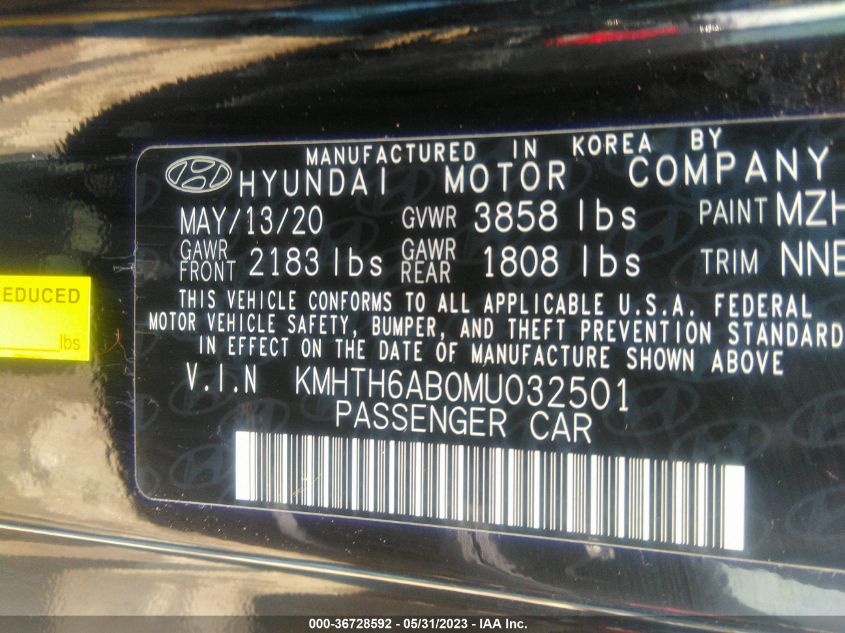 MANUFACTURED IN KOREA BY
HYUNDAI MOTOR COMPANY
MAY/13/20 GVWR 3858 lbs PAINT MZH
GAWR FRONT 2183 lbs GAWR REAR 1808 lbs TRIM NNB
THIS VEHICLE CONFORMS TO ALL APPLICABLE U.S.A. FEDERAL
MOTOR VEHICLE SAFETY, BUMPER, AND THEFT PREVENTION STANDARD
IN EFFECT ON THE DATE OF MANUFACTURE SHOWN ABOVE
V.I.N KMHTH6AB0MU032501
PASSENGER CAR
EDUCED
lbs
000-36728592 - 05/31/2023 - IAA Inc.